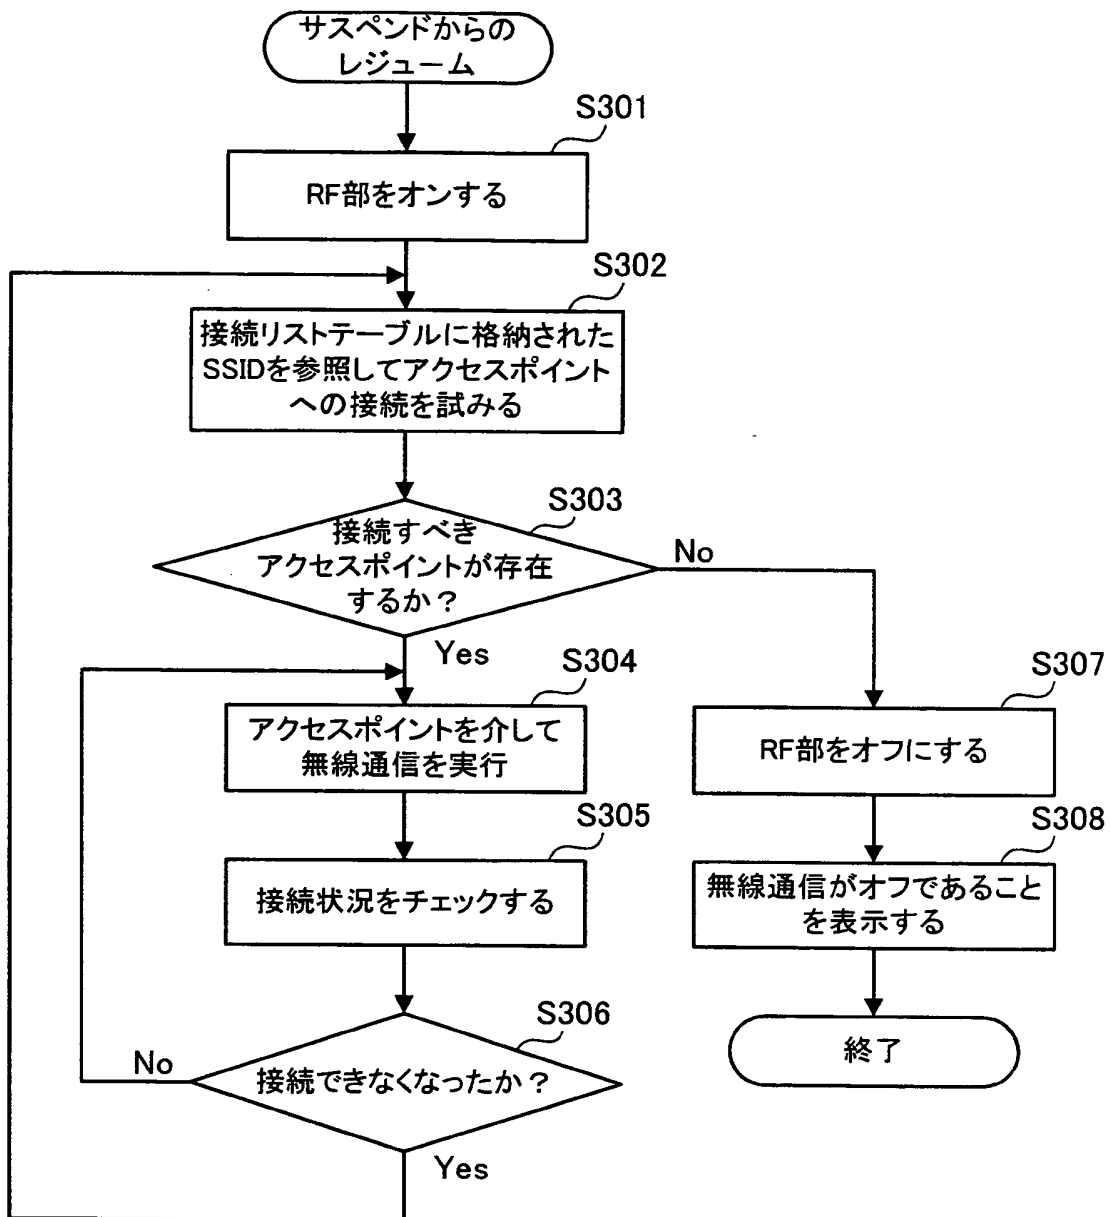 サスペンドからの
レジューム
S301
RF部をオンする
S302
接続リストテーブルに格納された
SSIDを参照してアクセスポイント
への接続を試みる
S303
接続すべき
アクセスポイントが存在
するか？
No
Yes
S304
アクセスポイントを介して
無線通信を実行
S305
接続状況をチェックする
S306
接続できなくなったか？
No
Yes
S307
RF部をオフにする
S308
無線通信がオフであること
を表示する
終了